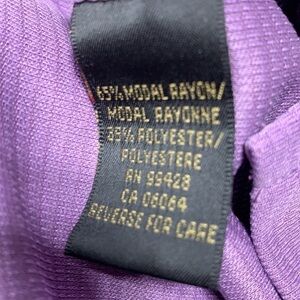 65% MODAL RAYON/
MODAL RAYONNE
35% POLYESTER/
POLYESTERE
RN 99428
CA 06064
REVERSE FOR CARE